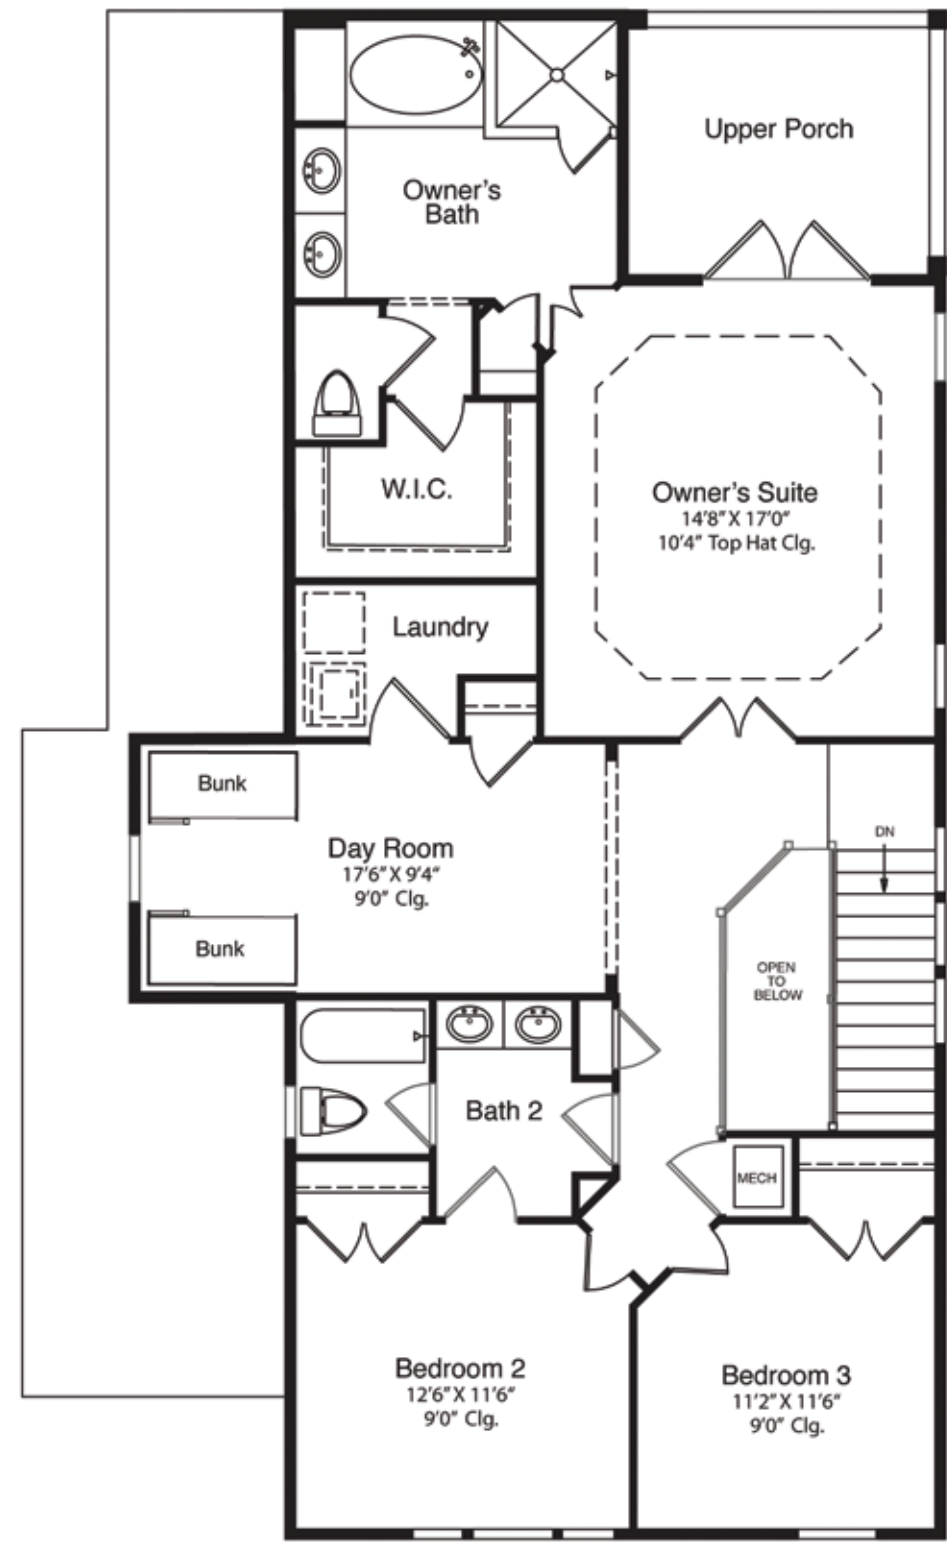 Upper Porch
Owner's
Bath
W.I.C.
Owner's Suite
14'8" X 17'0"
10'4" Top Hat Clg.
Laundry
Bunk
Day Room
17'6" X 9'4"
9'0" Clg.
Bunk
DN
OPEN
TO
BELOW
Bath 2
MECH
Bedroom 2
12'6" X 11'6"
9'0" Clg.
Bedroom 3
11'2" X 11'6"
9'0" Clg.